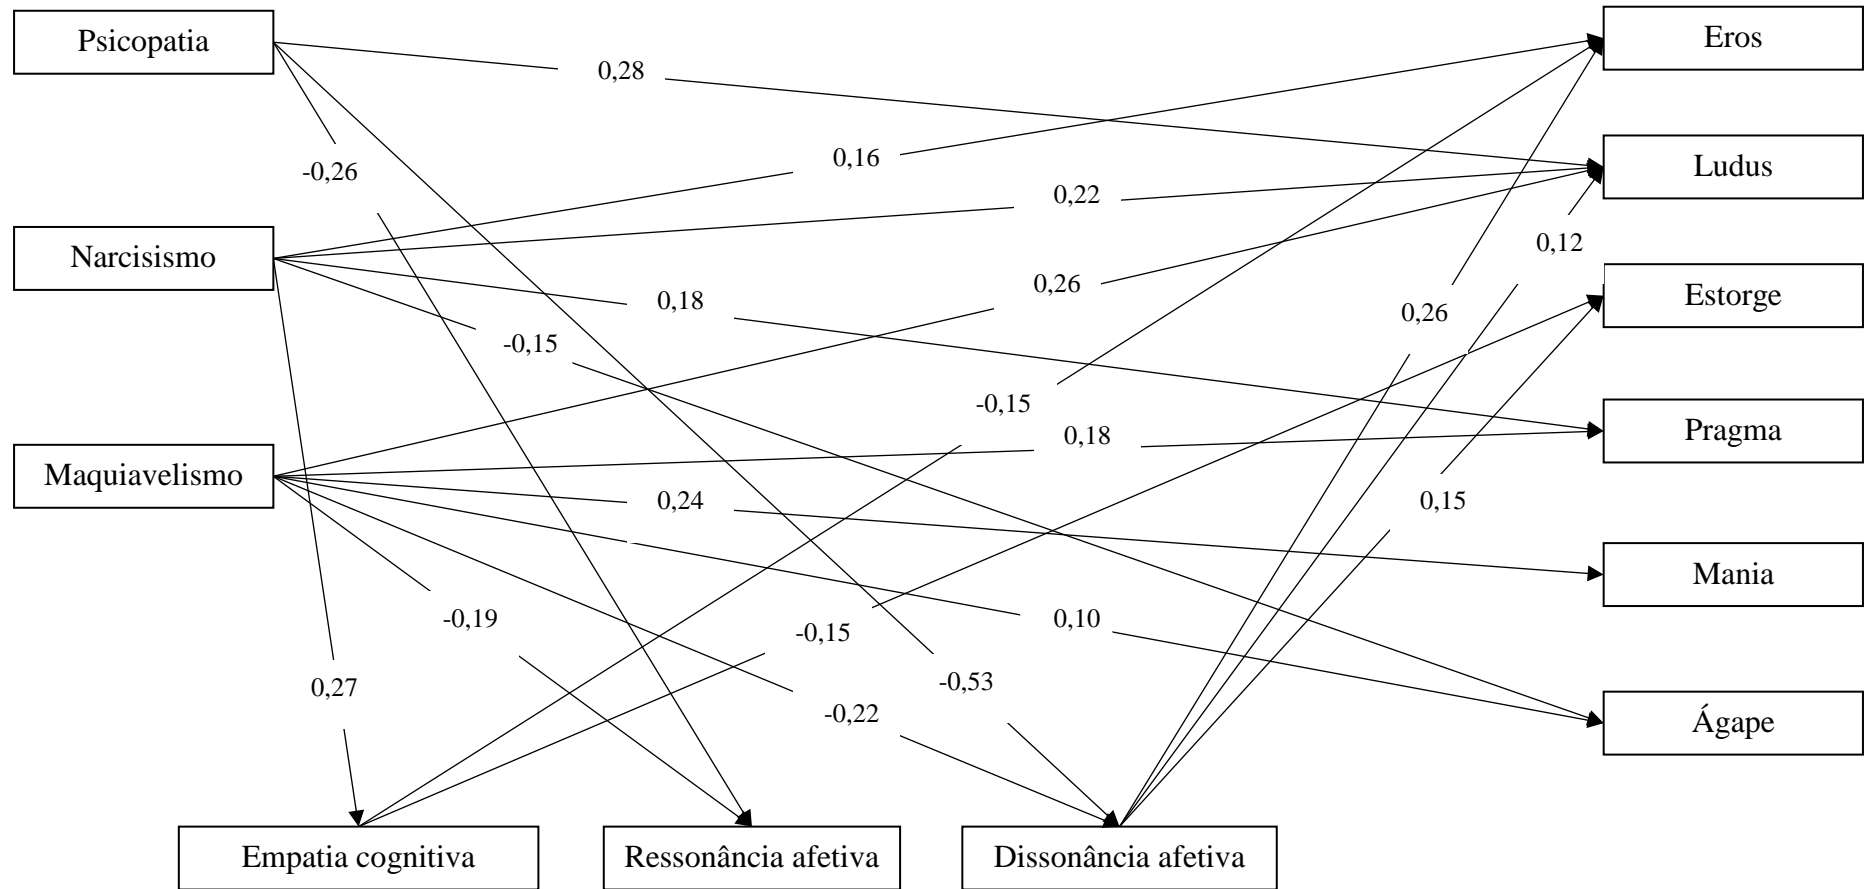 Psicopatia
Eros
0,28
0,16
Ludus
-0,26
0,22
0,12
Narcisismo
0,26
Estorge
0,18
0,26
-0,15
-0,15
Pragma
0,18
Maquiavelismo
0,24
0,15
Mania
-0,19
-0,15
0,10
0,27
-0,53
-0,22
Ágape
Empatia cognitiva
Ressonância afetiva
Dissonância afetiva